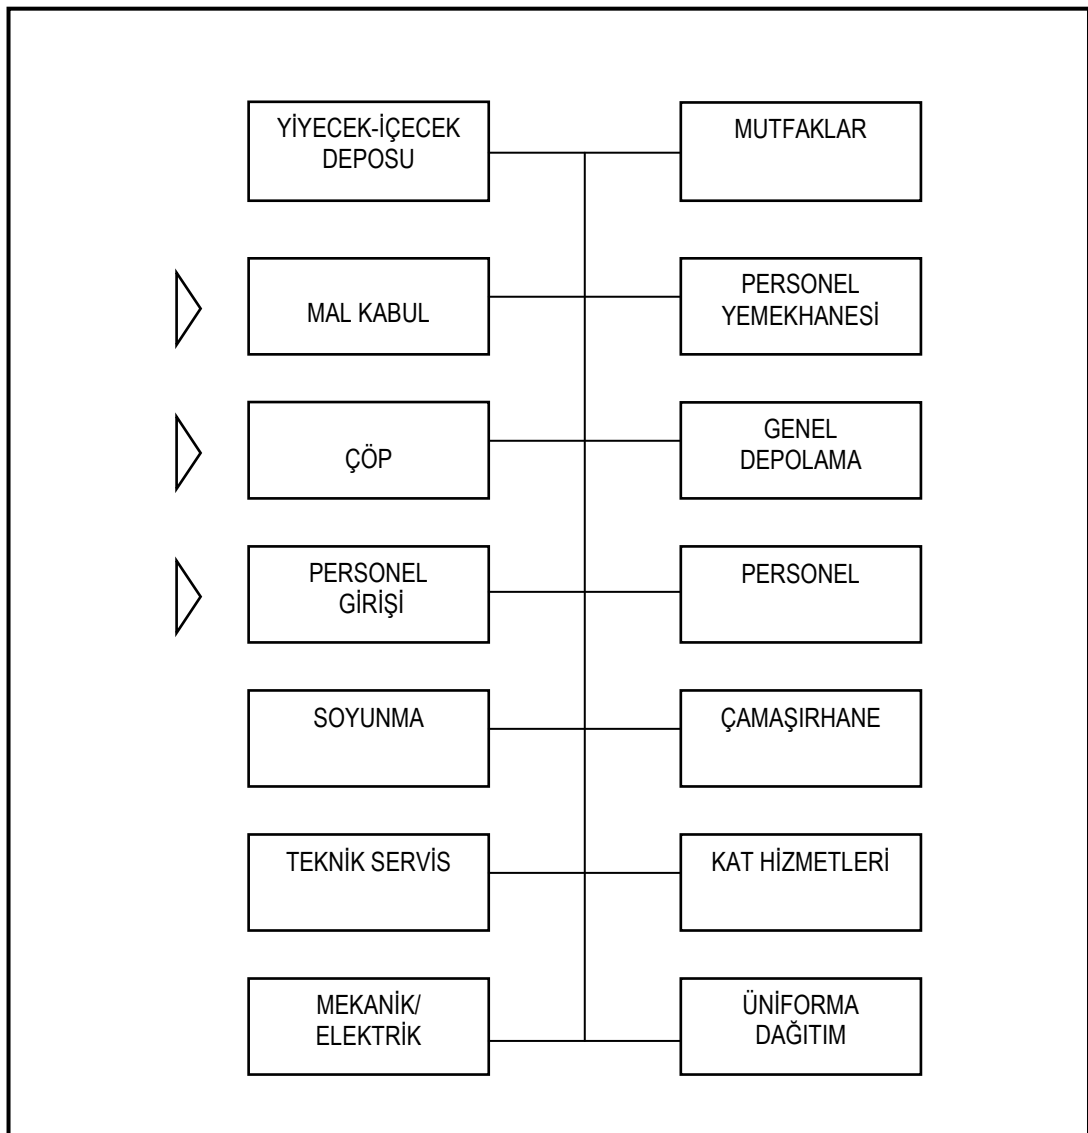 YİYECEK-İÇECEK
DEPOSU
MUTFAKLAR
MAL KABUL
PERSONEL
YEMEKHANESİ
ÇÖP
GENEL
DEPOLAMA
PERSONEL
GİRİŞİ
PERSONEL
SOYUNMA
ÇAMAŞIRHANE
TEKNİK SERVİS
KAT HİZMETLERİ
MEKANİK/
ELEKTRİK
ÜNİFORMA
DAĞITIM